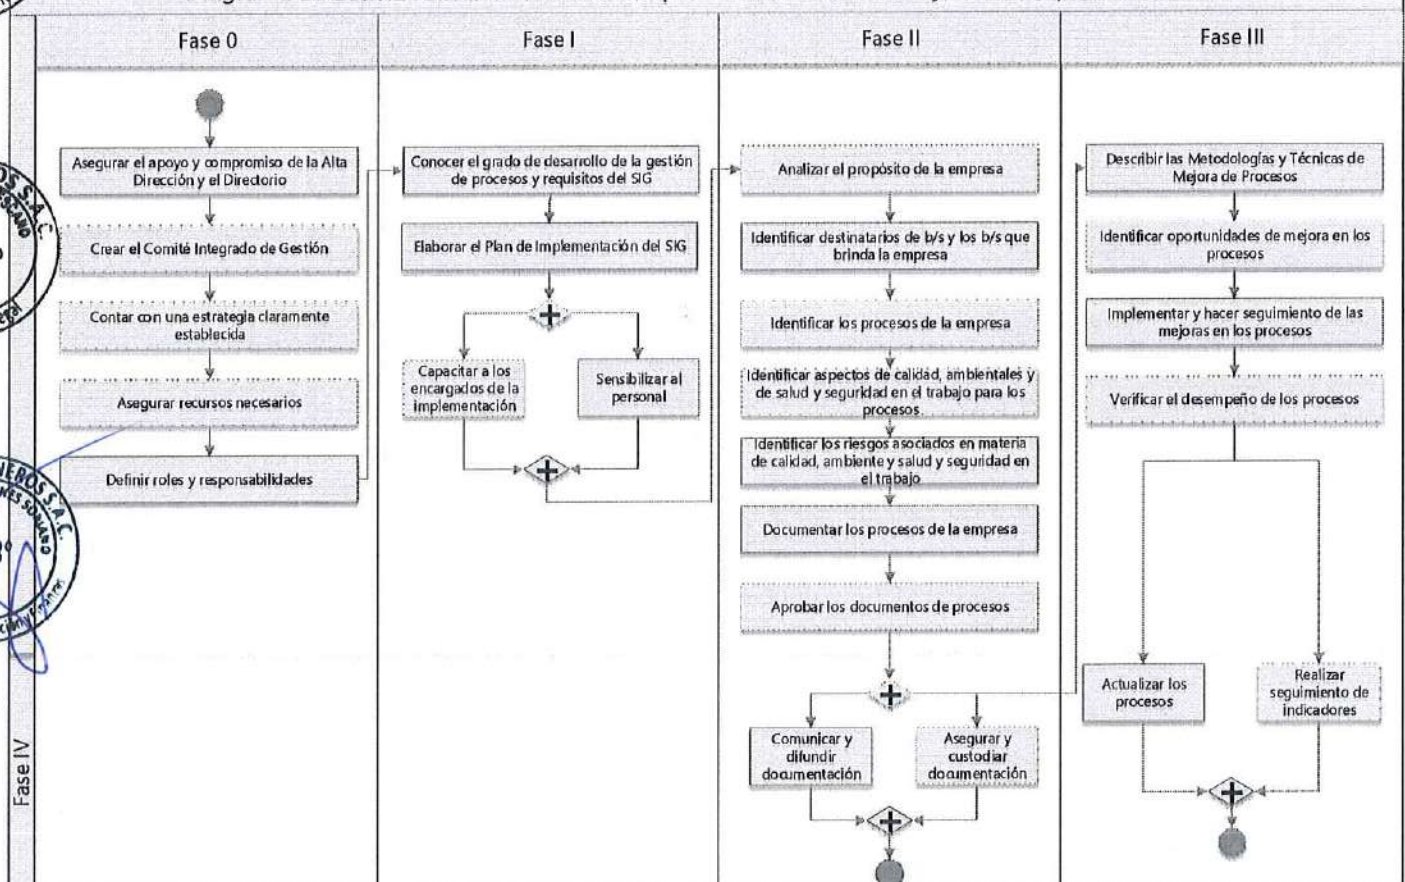 Fase 0
Fase I
Fase II
Fase III
Asegurar el apoyo y compromiso de la Alta
Dirección y el Directorio
Crear el Comité Integrado de Gestión
Contar con una estrategia claramente
establecida
Asegurar recursos necesarios
Definir roles y responsabilidades
Conocer el grado de desarrollo de la gestión
de procesos y requisitos del SIG
Elaborar el Plan de Implementación del SIG
Capacitar a los
encargados de la
implementación
Sensibilizar al
personal
Analizar el propósito de la empresa
Identificar destinatarios de b/s y los b/s que
brinda la empresa
Identificar los procesos de la empresa
Identificar aspectos de calidad, ambientales y
de salud y seguridad en el trabajo para los
procesos.
Identificar los riesgos asociados en materia
de calidad, ambiente y salud y seguridad en
el trabajo
Documentar los procesos de la empresa
Aprobar los documentos de procesos
Comunicar y
difundir
documentación
Asegurar y
custodiar
documentación
Describir las Metodologías y Técnicas de
Mejora de Procesos
Identificar oportunidades de mejora en los
procesos
Implementar y hacer seguimiento de las
mejoras en los procesos
Verificar el desempeño de los procesos
Actualizar los
procesos
Realizar
seguimiento de
indicadores
Fase IV
S.A.C.
S.A.C.